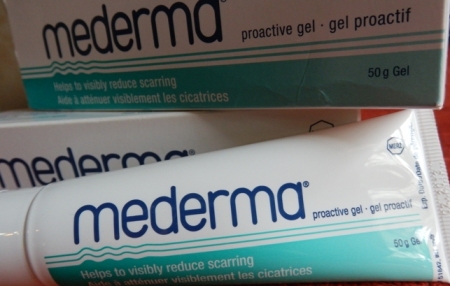 mederma® proactive gel · gel proactif
Helps to visibly reduce scarring
Aide à atténuer visiblement les cicatrices
50 g Gel
mederma®
MERZ
mederma® proactive gel · gel proactif
50 g Gel
Helps to visibly reduce scarring
Aide à atténuer visiblement les cicatrices